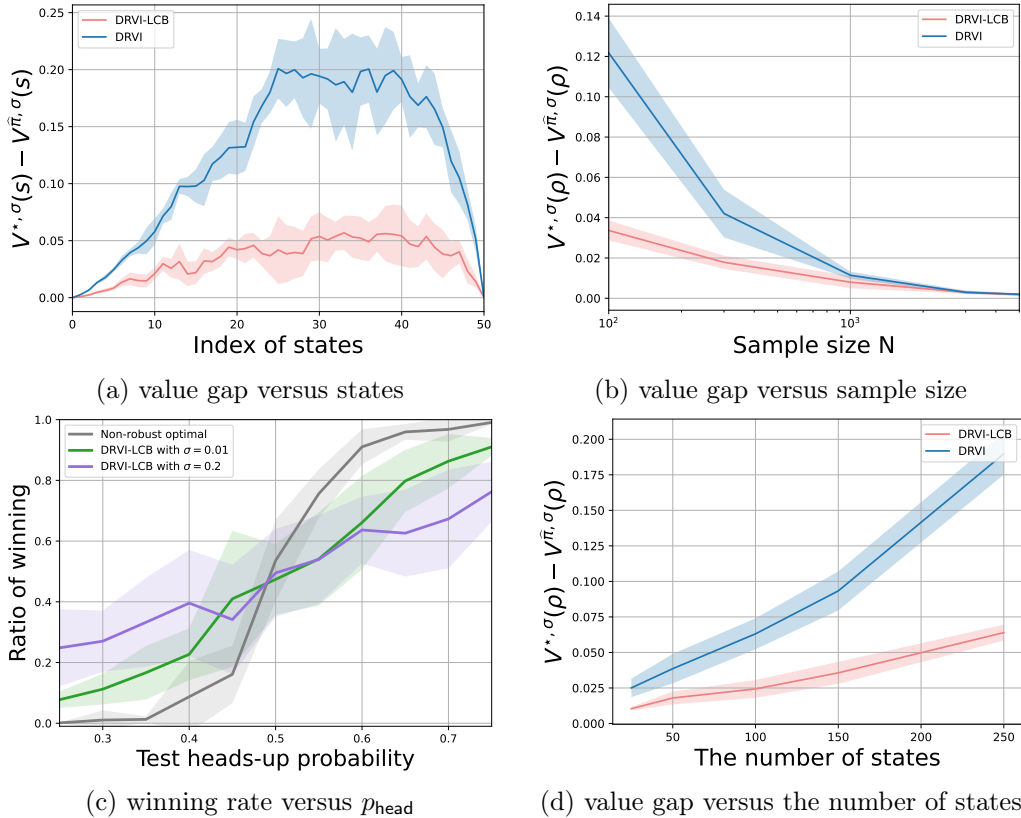 DRVI-LCB
DRVI
V⋆,σ(s) − Vπ̂,σ(s)
0.25
0.20
0.15
0.10
0.05
0.00
0 10 20 30 40 50
Index of states
(a) value gap versus states
DRVI-LCB
DRVI
V⋆,σ(ρ) − Vπ̂,σ(ρ)
0.14
0.12
0.10
0.08
0.06
0.04
0.02
0.00
10² 10³
Sample size N
(b) value gap versus sample size
Non-robust optimal
DRVI-LCB with σ = 0.01
DRVI-LCB with σ = 0.2
Ratio of winning
1.0
0.8
0.6
0.4
0.2
0.0
0.3 0.4 0.5 0.6 0.7
Test heads-up probability
(c) winning rate versus phead
DRVI-LCB
DRVI
V⋆,σ(ρ) − Vπ̂,σ(ρ)
0.200
0.175
0.150
0.125
0.100
0.075
0.050
0.025
0.000
50 100 150 200 250
The number of states
(d) value gap versus the number of states